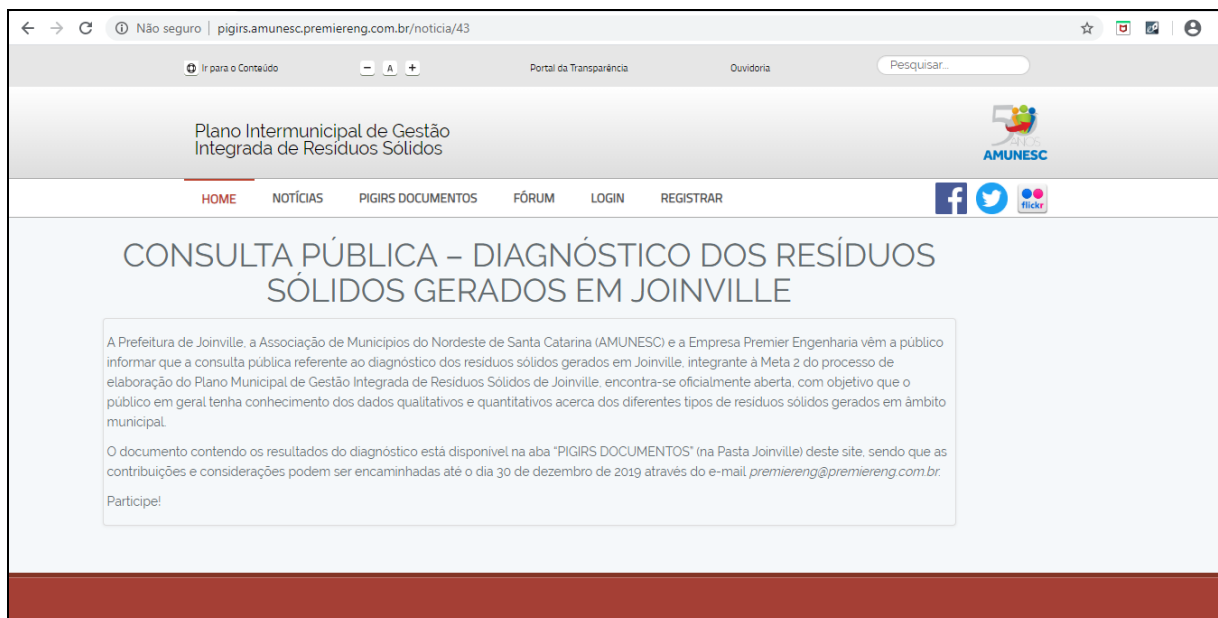 Não seguro | pigirs.amunesc.premiereng.com.br/noticia/43
Ir para o Conteúdo - A + Portal da Transparência Ouvidoria Pesquisar...
Plano Intermunicipal de Gestão
Integrada de Resíduos Sólidos
50
ANOS
AMUNESC
HOME NOTÍCIAS PIGIRS DOCUMENTOS FÓRUM LOGIN REGISTRAR
flickr
CONSULTA PÚBLICA – DIAGNÓSTICO DOS RESÍDUOS
SÓLIDOS GERADOS EM JOINVILLE
A Prefeitura de Joinville, a Associação de Municípios do Nordeste de Santa Catarina (AMUNESC) e a Empresa Premier Engenharia vêm a público
informar que a consulta pública referente ao diagnóstico dos resíduos sólidos gerados em Joinville, integrante à Meta 2 do processo de
elaboração do Plano Municipal de Gestão Integrada de Resíduos Sólidos de Joinville, encontra-se oficialmente aberta, com objetivo que o
público em geral tenha conhecimento dos dados qualitativos e quantitativos acerca dos diferentes tipos de resíduos sólidos gerados em âmbito
municipal.
O documento contendo os resultados do diagnóstico está disponível na aba “PIGIRS DOCUMENTOS” (na Pasta Joinville) deste site, sendo que as
contribuições e considerações podem ser encaminhadas até o dia 30 de dezembro de 2019 através do e-mail premiereng@premiereng.com.br.
Participe!